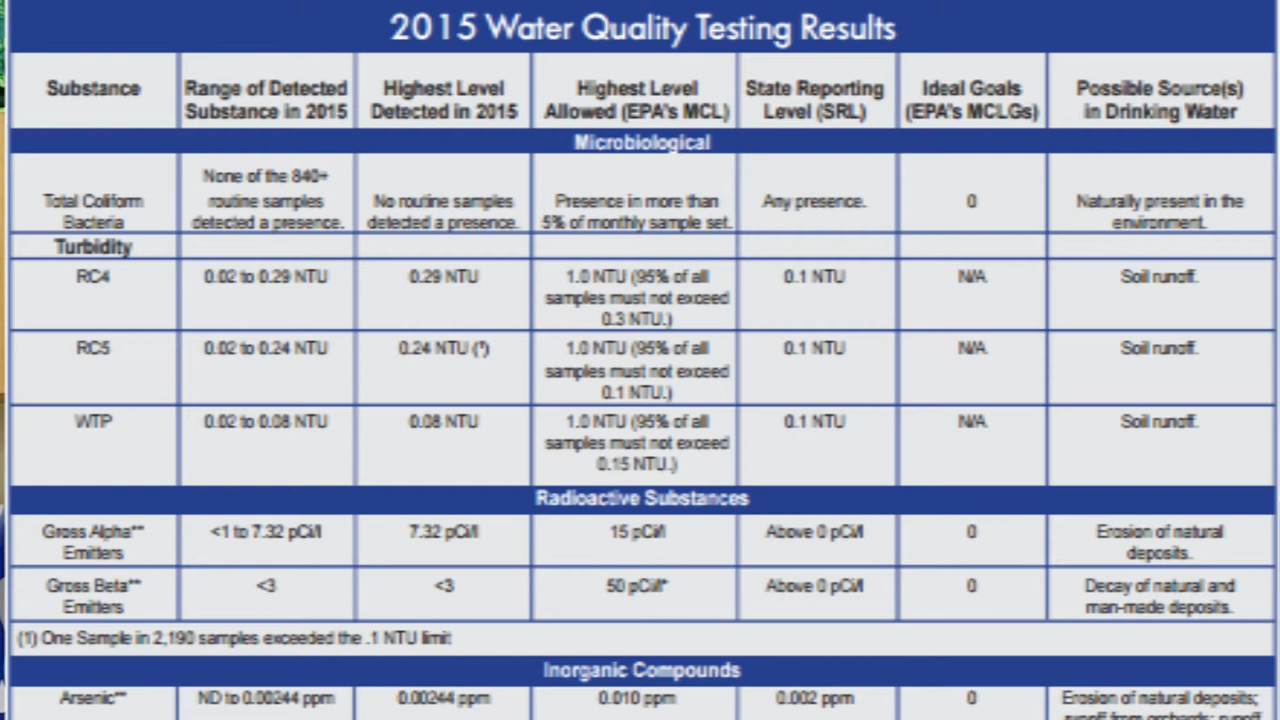 2015 Water Quality Testing Results
Substance
Range of Detected
Substance in 2015
Highest Level
Detected in 2015
Highest Level
Allowed (EPA's MCL)
State Reporting
Level (SRL)
Ideal Goals
(EPA's MCLGs)
Possible Source(s)
in Drinking Water
Microbiological
Total Coliform
Bacteria
None of the 840+
routine samples
detected a presence.
No routine samples
detected a presence.
Presence in more than
5% of monthly sample set.
Any presence.
0
Naturally present in the
environment.
Turbidity
RC4
0.02 to 0.29 NTU
0.29 NTU
1.0 NTU (95% of all
samples must not exceed
0.3 NTU.)
0.1 NTU
N/A
Soil runoff.
RC5
0.02 to 0.24 NTU
0.24 NTU (¹)
1.0 NTU (95% of all
samples must not exceed
0.1 NTU.)
0.1 NTU
N/A
Soil runoff.
WTP
0.02 to 0.08 NTU
0.08 NTU
1.0 NTU (95% of all
samples must not exceed
0.15 NTU.)
0.1 NTU
N/A
Soil runoff.
Radioactive Substances
Gross Alpha**
Emitters
<1 to 7.32 pCi/l
7.32 pCi/l
15 pCi/l
Above 0 pCi/l
0
Erosion of natural
deposits.
Gross Beta**
Emitters
<3
<3
50 pCi/l*
Above 0 pCi/l
0
Decay of natural and
man-made deposits.
(1) One Sample in 2,190 samples exceeded the .1 NTU limit
Inorganic Compounds
Arsenic**
ND to 0.00244 ppm
0.00244 ppm
0.010 ppm
0.002 ppm
0
Erosion of natural deposits;
runoff from orchards; runoff